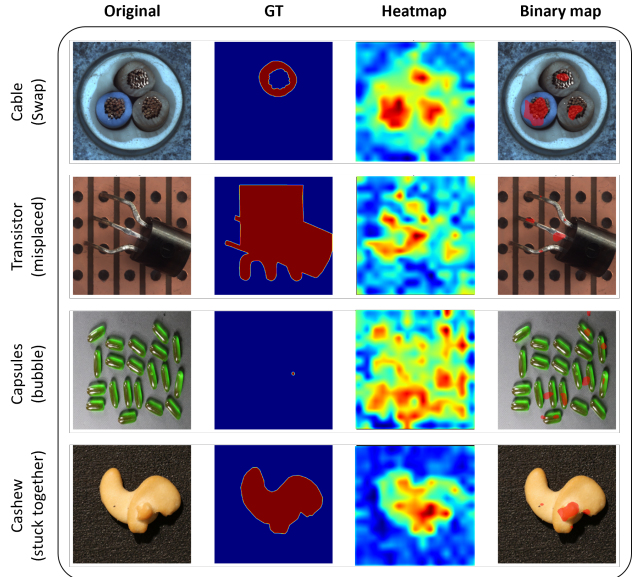 Original GT Heatmap Binary map
Cable
(Swap)
Transistor
(misplaced)
Capsules
(bubble)
Cashew
(stuck together)